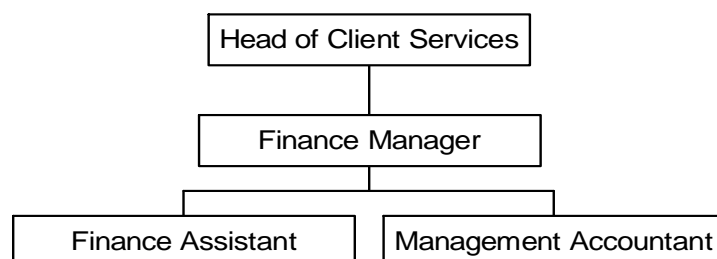 Head of Client Services
Finance Manager
Finance Assistant
Management Accountant